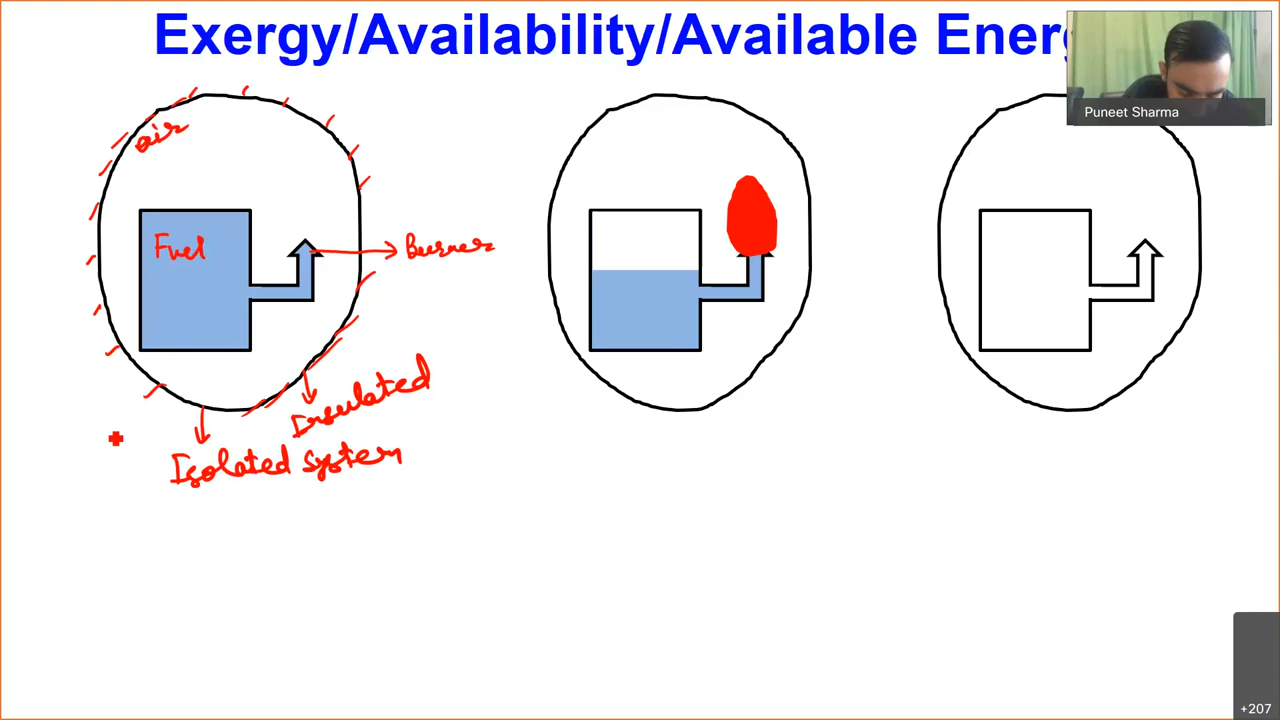 Exergy/Availability/Available Energ
Puneet Sharma
air
Fuel
Burner
Insulated
Isolated system
+207